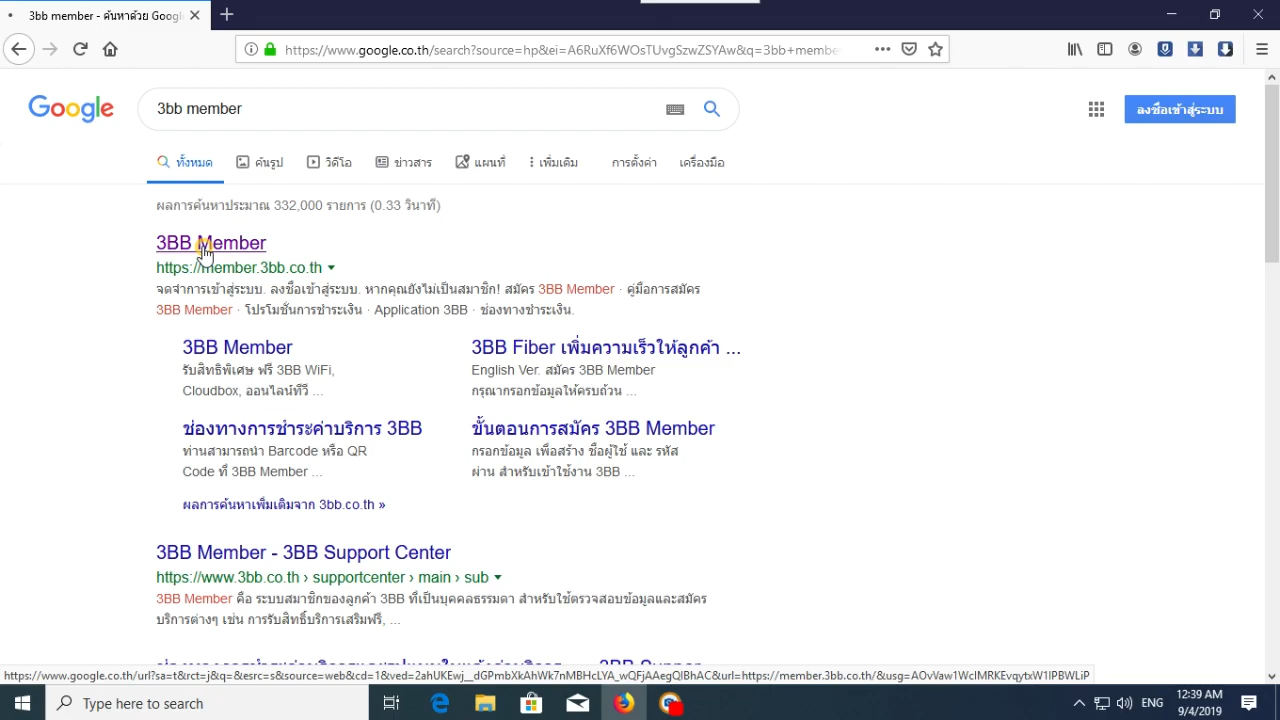 3bb member - ค้นหาด้วย Googl
https://www.google.co.th/search?source=hp&ei=A6RuXf6WOsTUvgSzwZSYAw&q=3bb+membe
Google
3bb member
ลงชื่อเข้าสู่ระบบ
ทั้งหมด ค้นรูป วิดีโอ ข่าวสาร แผนที่ เพิ่มเติม การตั้งค่า เครื่องมือ
ผลการค้นหาประมาณ 332,000 รายการ (0.33 วินาที)
3BB Member
https://member.3bb.co.th
จดจำการเข้าสู่ระบบ. ลงชื่อเข้าสู่ระบบ. หากคุณยังไม่เป็นสมาชิก! สมัคร 3BB Member · คู่มือการสมัคร
3BB Member · โปรโมชั่นการชำระเงิน · Application 3BB · ช่องทางชำระเงิน.
3BB Member
รับสิทธิพิเศษ ฟรี 3BB WiFi,
Cloudbox, ออนไลน์ทีวี ...
3BB Fiber เพิ่มความเร็วให้ลูกค้า ...
English Ver. สมัคร 3BB Member
กรุณากรอกข้อมูลให้ครบถ้วน ...
ช่องทางการชำระค่าบริการ 3BB
ท่านสามารถนำ Barcode หรือ QR
Code ที่ 3BB Member ...
ขั้นตอนการสมัคร 3BB Member
กรอกข้อมูล เพื่อสร้าง ชื่อผู้ใช้ และ รหัส
ผ่าน สำหรับเข้าใช้งาน 3BB ...
ผลการค้นหาเพิ่มเติมจาก 3bb.co.th »
3BB Member - 3BB Support Center
https://www.3bb.co.th › supportcenter › main › sub
3BB Member คือ ระบบสมาชิกของลูกค้า 3BB ที่เป็นบุคคลธรรมดา สำหรับใช้ตรวจสอบข้อมูลและสมัคร
บริการต่างๆ เช่น การรับสิทธิ์บริการเสริมฟรี, ...
3BB Suppor
https://www.google.co.th/url?sa=t&rct=j&q=&esrc=s&source=web&cd=1&ved=2ahUKEwj__dGPmbXkAhWk7nMBHcLYA_wQFjAAegQIBhAC&url=https://member.3bb.co.th/&usg=AOvVaw1WcIMRKEvqytxW1lPBWLiP
Type here to search
ENG
12:39 AM
9/4/2019